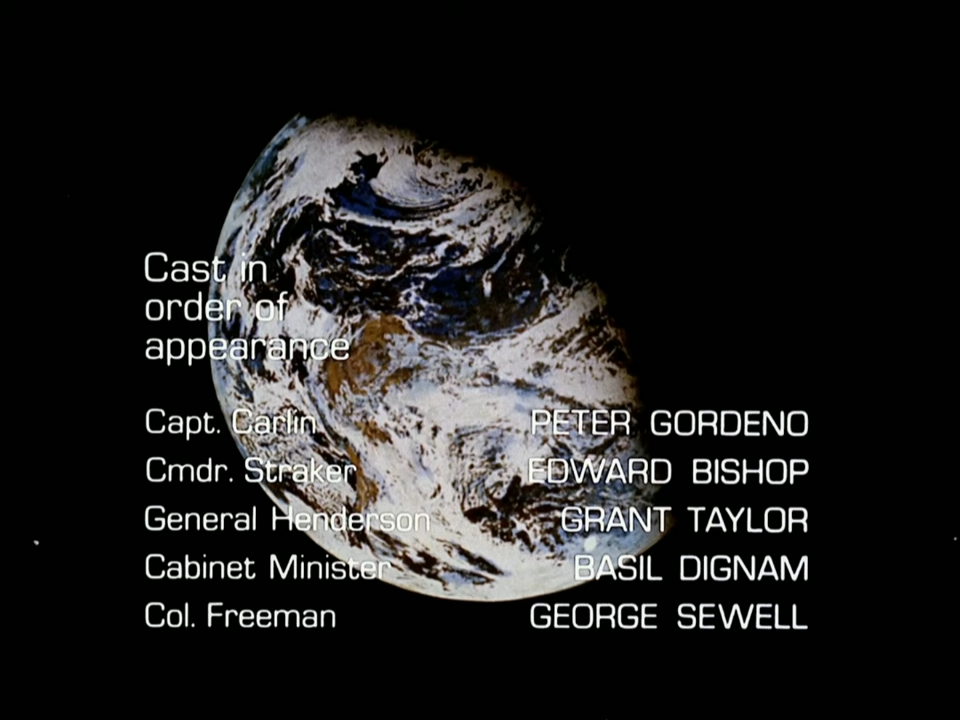 Cast in
order of
appearance
Capt. Carlin PETER GORDENO
Cmdr. Straker EDWARD BISHOP
General Henderson GRANT TAYLOR
Cabinet Minister BASIL DIGNAM
Col. Freeman GEORGE SEWELL